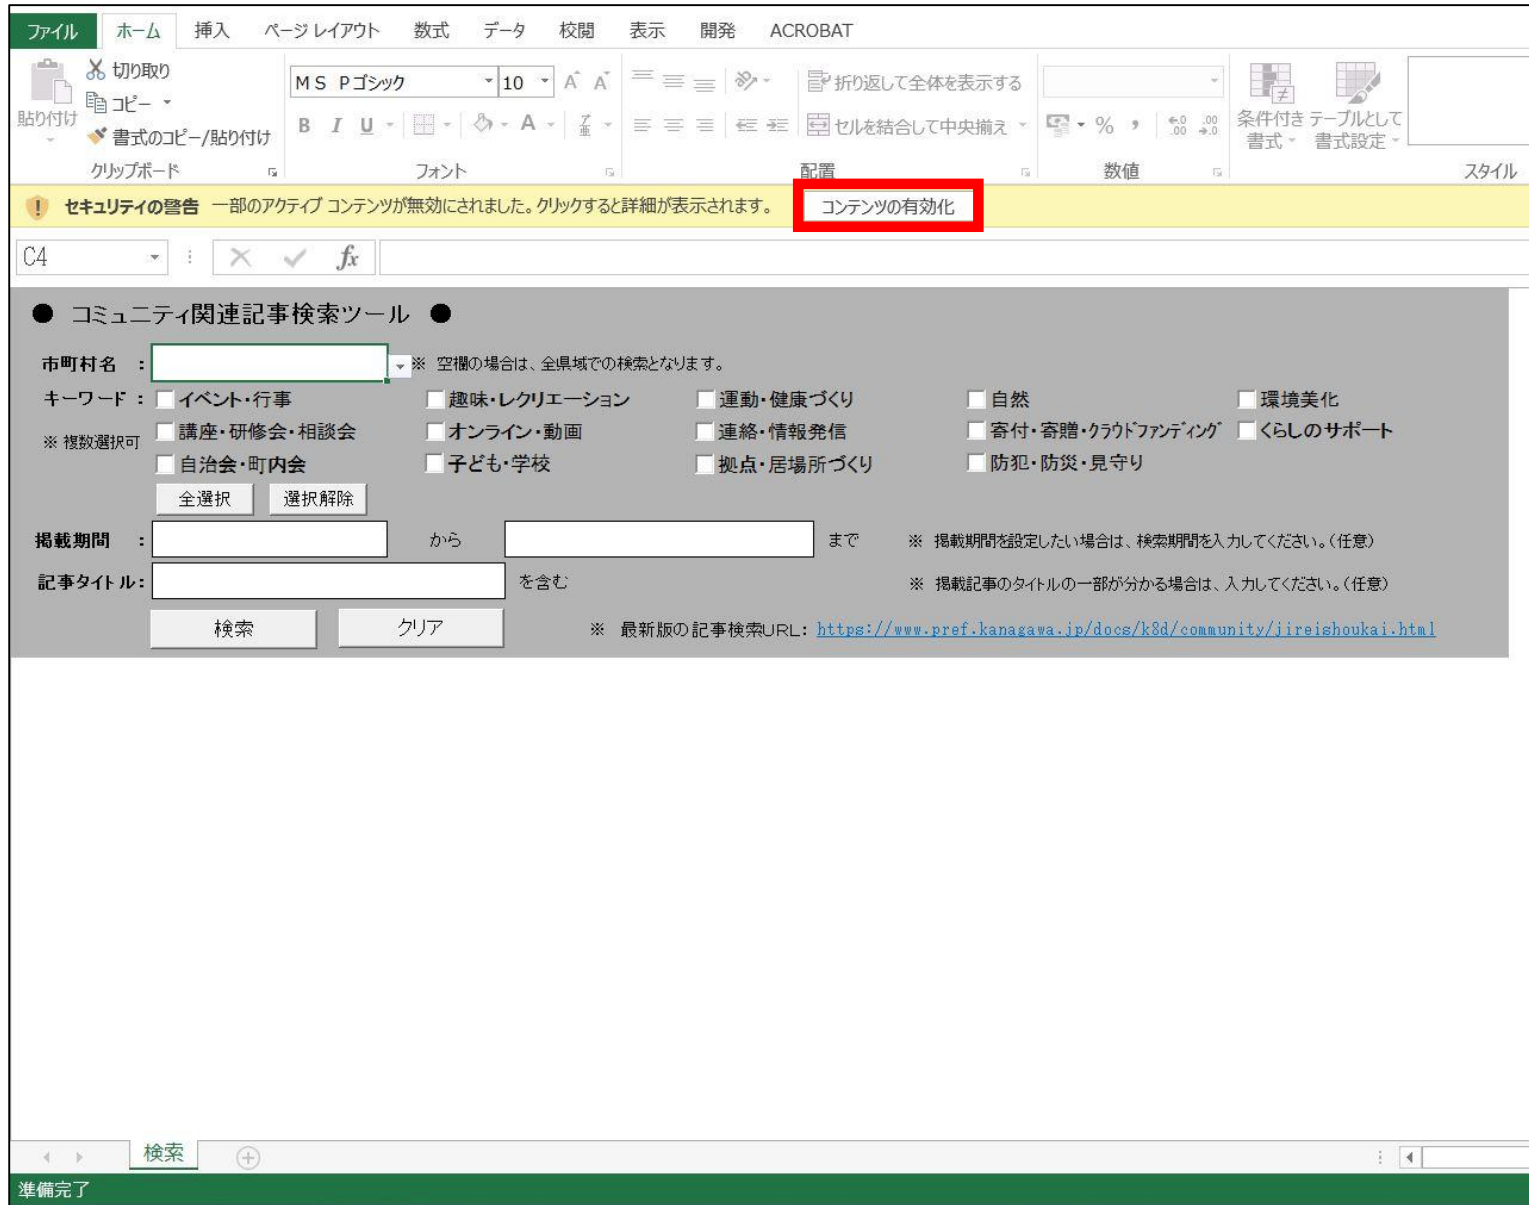 ファイル ホーム 挿入 ページ レイアウト 数式 データ 校閲 表示 開発 ACROBAT
貼り付け
切り取り
コピー
書式のコピー/貼り付け
クリップボード
ＭＳ Ｐゴシック 10 A A
B I U A
フォント
折り返して全体を表示する
セルを結合して中央揃え
配置
% , .0 .00 .00 .0
数値
条件付き書式
テーブルとして書式設定
スタイル
セキュリティの警告 一部のアクティブ コンテンツが無効にされました。クリックすると詳細が表示されます。 コンテンツの有効化
C4 fx
● コミュニティ関連記事検索ツール ●
市町村名 : ※ 空欄の場合は、全県域での検索となります。
キーワード : イベント・行事 趣味・レクリエーション 運動・健康づくり 自然 環境美化
※ 複数選択可 講座・研修会・相談会 オンライン・動画 連絡・情報発信 寄付・寄贈・クラウドファンディング くらしのサポート
自治会・町内会 子ども・学校 拠点・居場所づくり 防犯・防災・見守り
全選択 選択解除
掲載期間 : から まで ※ 掲載期間を設定したい場合は、検索期間を入力してください。(任意)
記事タイトル: を含む ※ 掲載記事のタイトルの一部が分かる場合は、入力してください。(任意)
検索 クリア ※ 最新版の記事検索URL: https://www.pref.kanagawa.jp/docs/k8d/community/jireishoukai.html
検索
準備完了